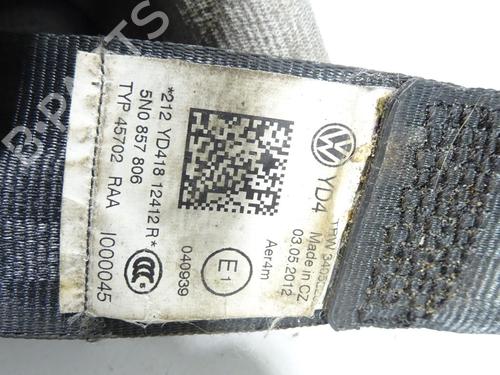 *212 YD418 12412R*
5N0 857 806
TYP 45702 RAA
I000045
040939
E1
Aer4m
YD4
Made in CZ
03.05.2012
B-PARTS